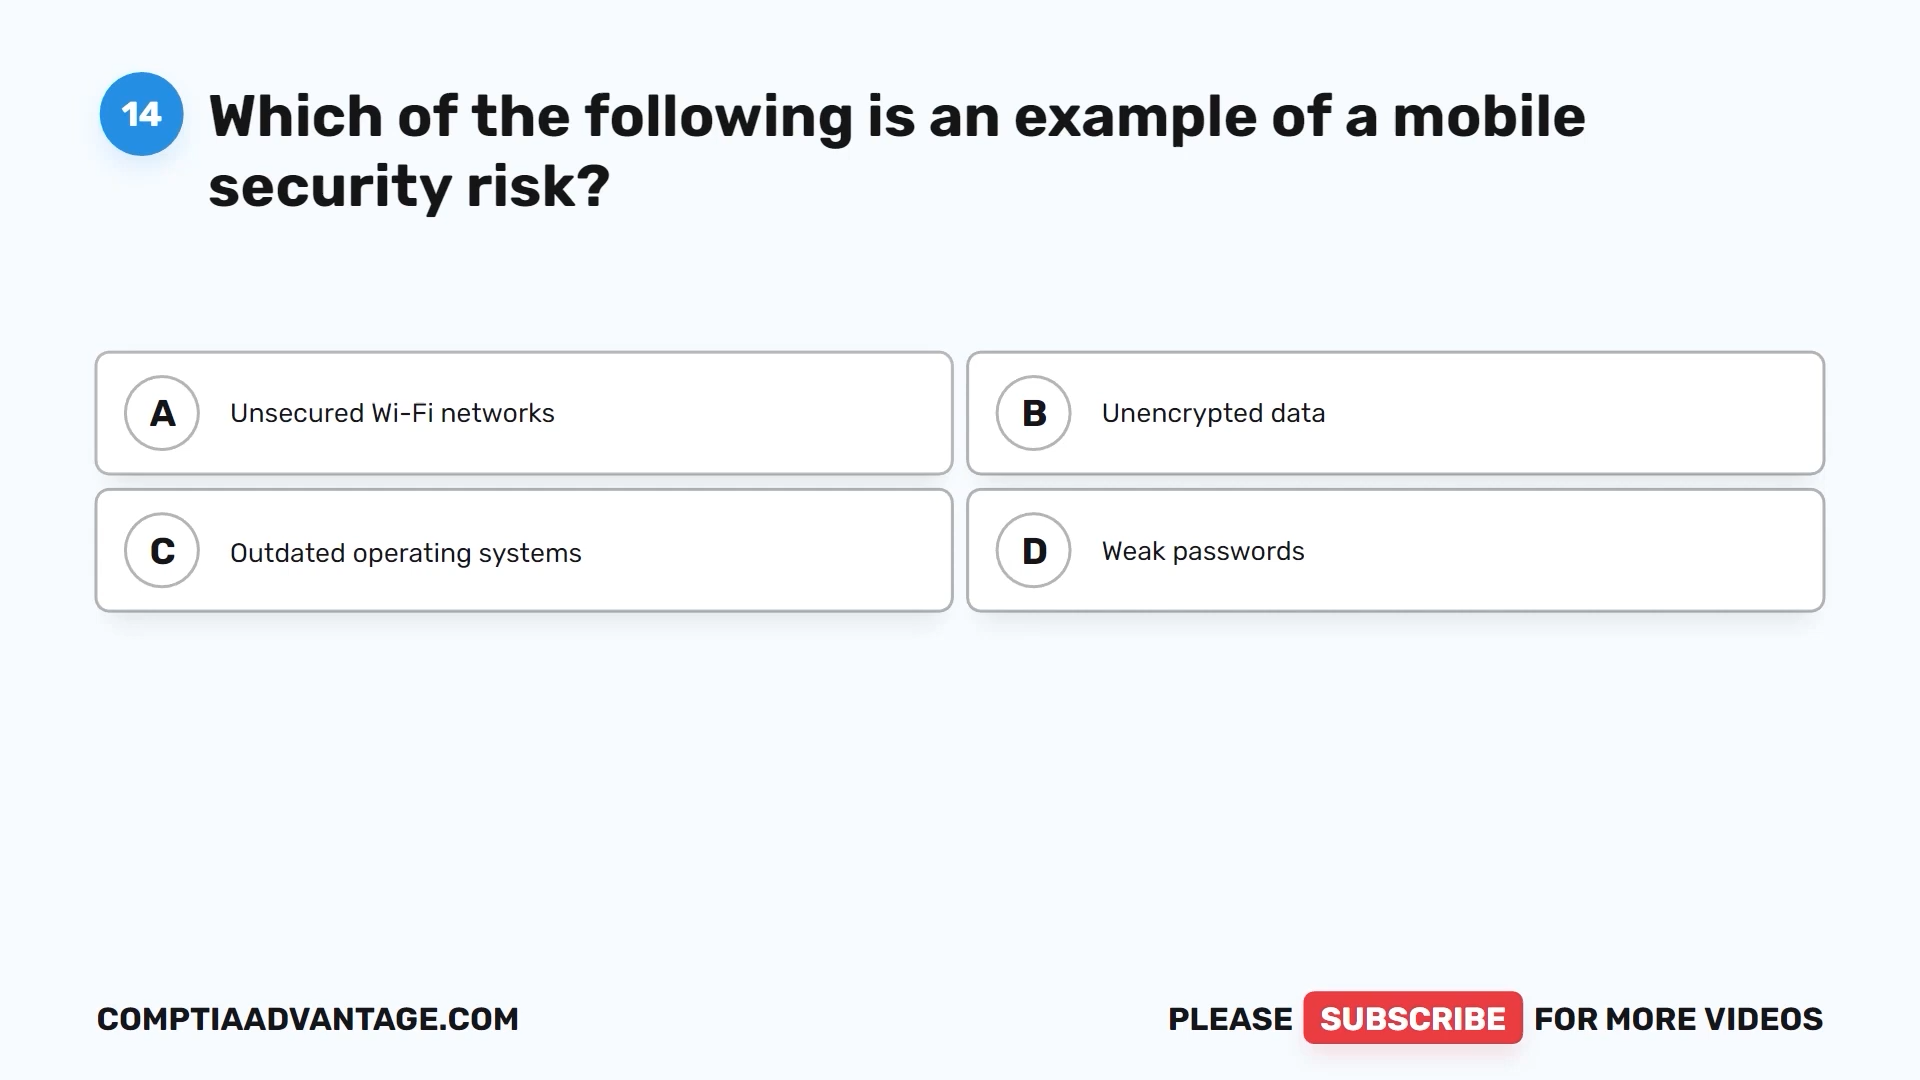 14
Which of the following is an example of a mobile
security risk?
A Unsecured Wi-Fi networks
B Unencrypted data
C Outdated operating systems
D Weak passwords
COMPTIAADVANTAGE.COM
PLEASE SUBSCRIBE FOR MORE VIDEOS